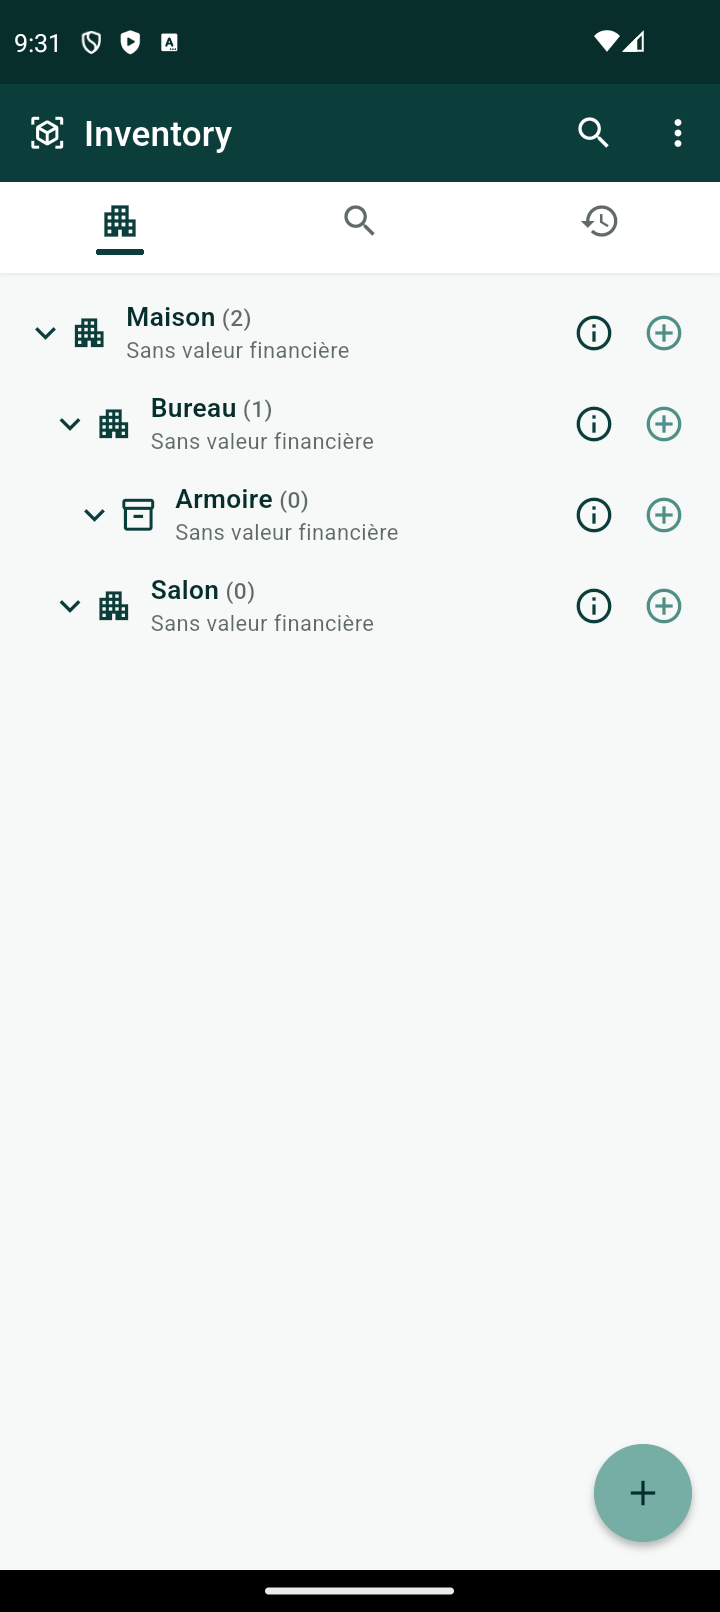 9:31
Inventory
Maison (2)
Sans valeur financière
Bureau (1)
Sans valeur financière
Armoire (0)
Sans valeur financière
Salon (0)
Sans valeur financière